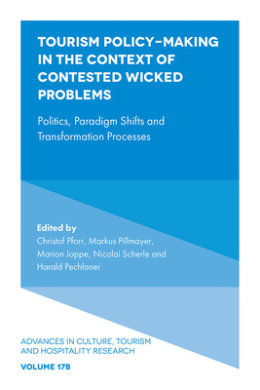 TOURISM POLICY-MAKING
IN THE CONTEXT OF
CONTESTED WICKED
PROBLEMS
Politics, Paradigm Shifts and
Transformation Processes
Edited by
Christof Pforr, Markus Pillmayer,
Marion Joppe, Nicolai Scherle and
Harald Pechlaner
ADVANCES IN CULTURE, TOURISM
AND HOSPITALITY RESEARCH
VOLUME 17B